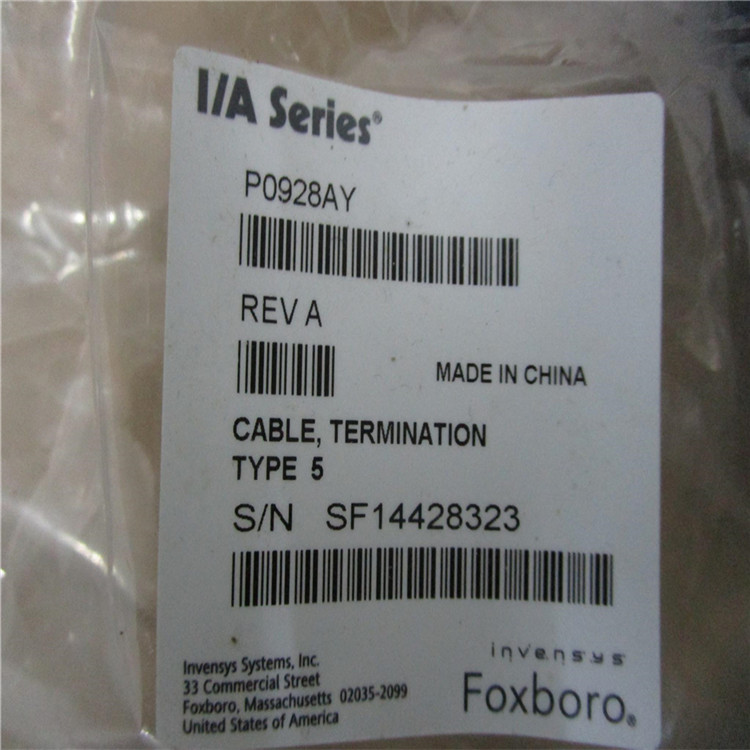 I/A Series®
P0928AY
REV A
MADE IN CHINA
CABLE, TERMINATION
TYPE 5
S/N SF14428323
Invensys Systems, Inc.
33 Commercial Street
Foxboro, Massachusetts 02035-2099
United States of America
invensys
Foxboro®